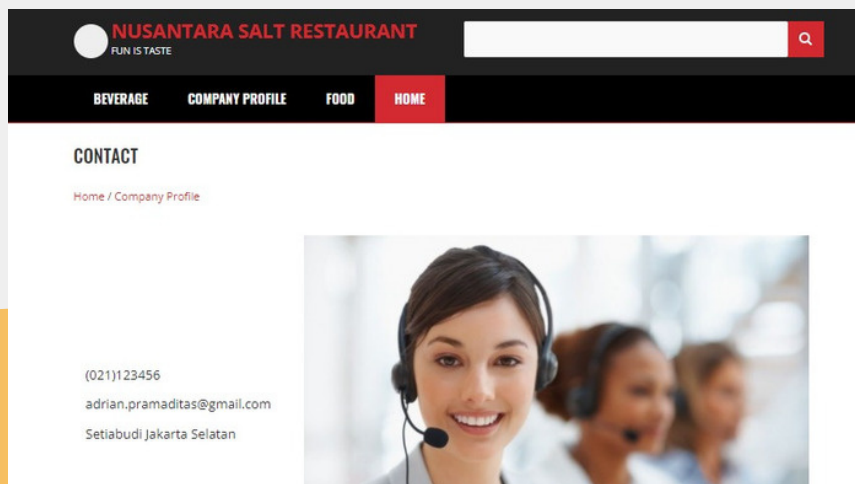 NUSANTARA SALT RESTAURANT
FUN IS TASTE
BEVERAGE COMPANY PROFILE FOOD HOME
CONTACT
Home / Company Profile
(021)123456
adrian.pramaditas@gmail.com
Setiabudi Jakarta Selatan